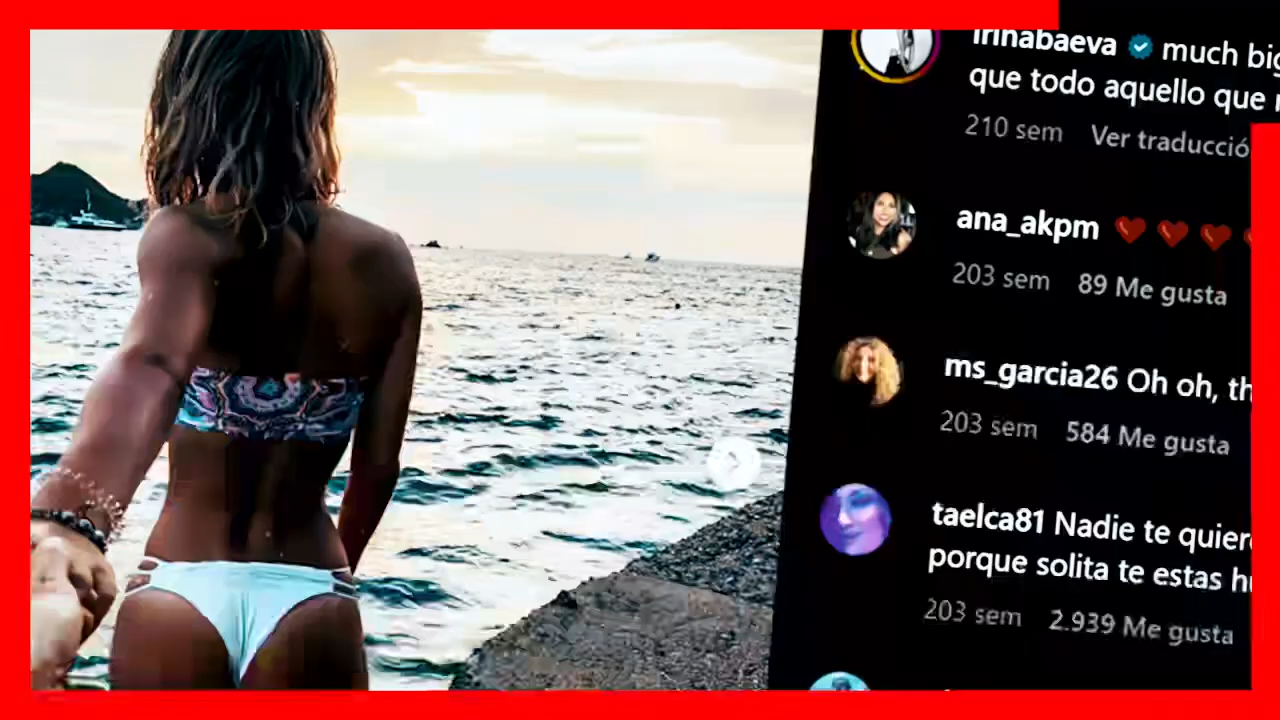 irinabaeva much big
que todo aquello que
210 sem Ver traducció
ana_akpm
203 sem 89 Me gusta
ms_garcia26 Oh oh, th
203 sem 584 Me gusta
taelca81 Nadie te quier
porque solita te estas h
203 sem 2.939 Me gusta